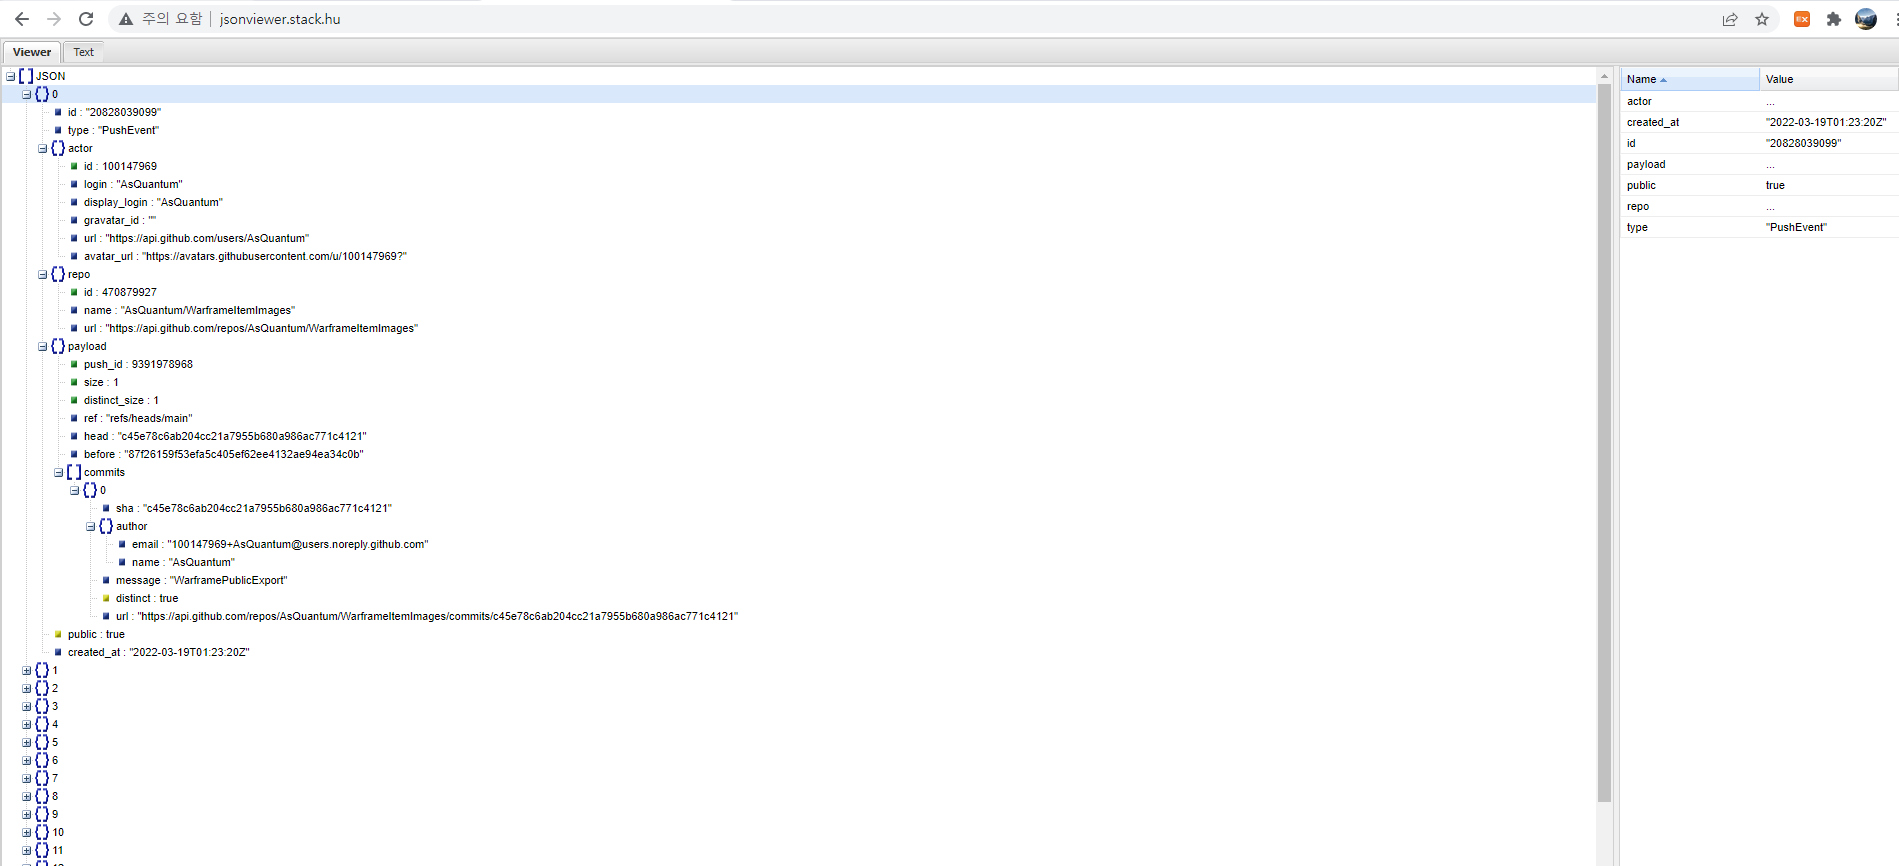 주의 요함 | jsonviewer.stack.hu
Viewer Text
JSON
0
id : "20828039099"
type : "PushEvent"
actor
id : 100147969
login : "AsQuantum"
display_login : "AsQuantum"
gravatar_id : ""
url : "https://api.github.com/users/AsQuantum"
avatar_url : "https://avatars.githubusercontent.com/u/100147969?"
repo
id : 470879927
name : "AsQuantum/WarframeItemImages"
url : "https://api.github.com/repos/AsQuantum/WarframeItemImages"
payload
push_id : 9391978968
size : 1
distinct_size : 1
ref : "refs/heads/main"
head : "c45e78c6ab204cc21a7955b680a986ac771c4121"
before : "87f26159f53efa5c405ef62ee4132ae94ea34c0b"
commits
0
sha : "c45e78c6ab204cc21a7955b680a986ac771c4121"
author
email : "100147969+AsQuantum@users.noreply.github.com"
name : "AsQuantum"
message : "WarframePublicExport"
distinct : true
url : "https://api.github.com/repos/AsQuantum/WarframeItemImages/commits/c45e78c6ab204cc21a7955b680a986ac771c4121"
public : true
created_at : "2022-03-19T01:23:20Z"
1
2
3
4
5
6
7
8
9
10
11
Name Value
actor ...
created_at "2022-03-19T01:23:20Z"
id "20828039099"
payload ...
public true
repo ...
type "PushEvent"